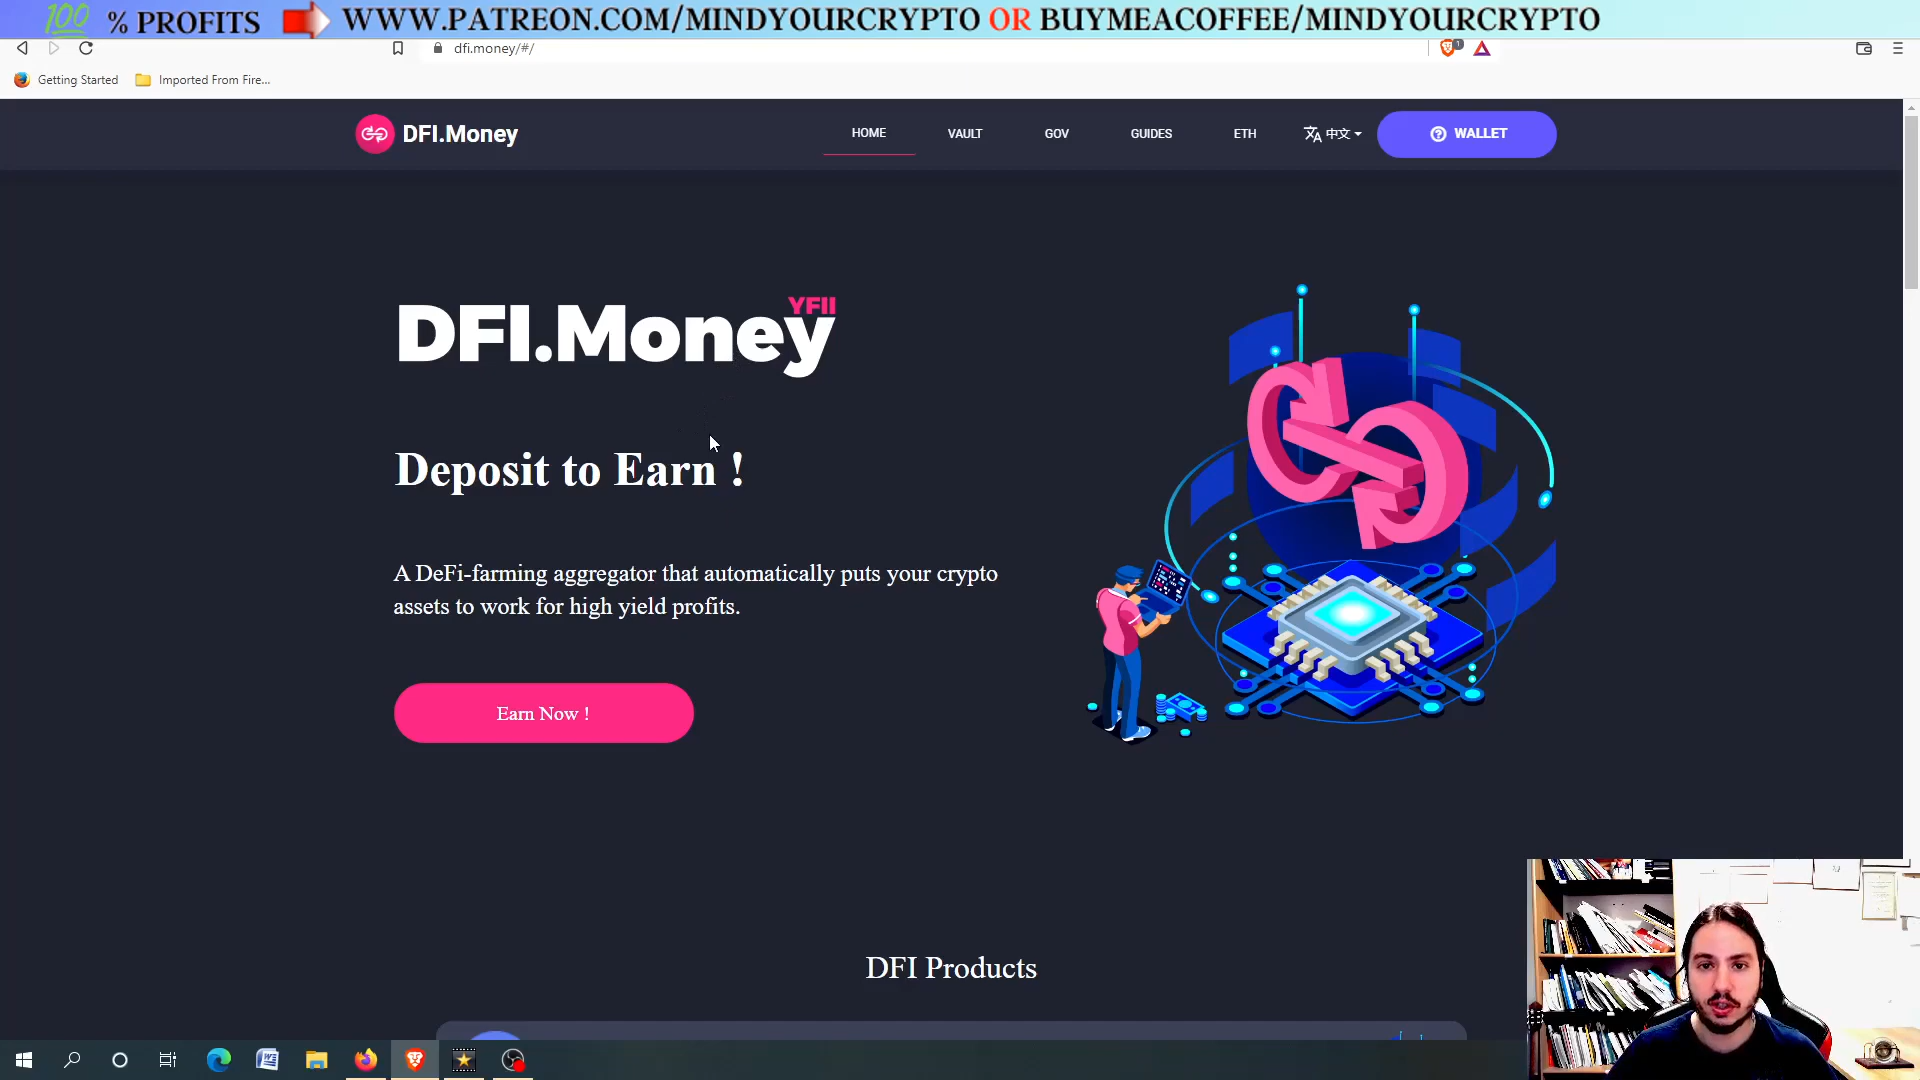 💯 % PROFITS ➡ WWW.PATREON.COM/MINDYOURCRYPTO OR BUYMEACOFFEE/MINDYOURCRYPTO
dfi.money/#/
1
Getting Started
Imported From Fire...
DFI.Money
HOME
VAULT
GOV
GUIDES
ETH
中文
WALLET
DFI.Money YFII
Deposit to Earn !
A DeFi-farming aggregator that automatically puts your crypto
assets to work for high yield profits.
Earn Now !
DFI Products